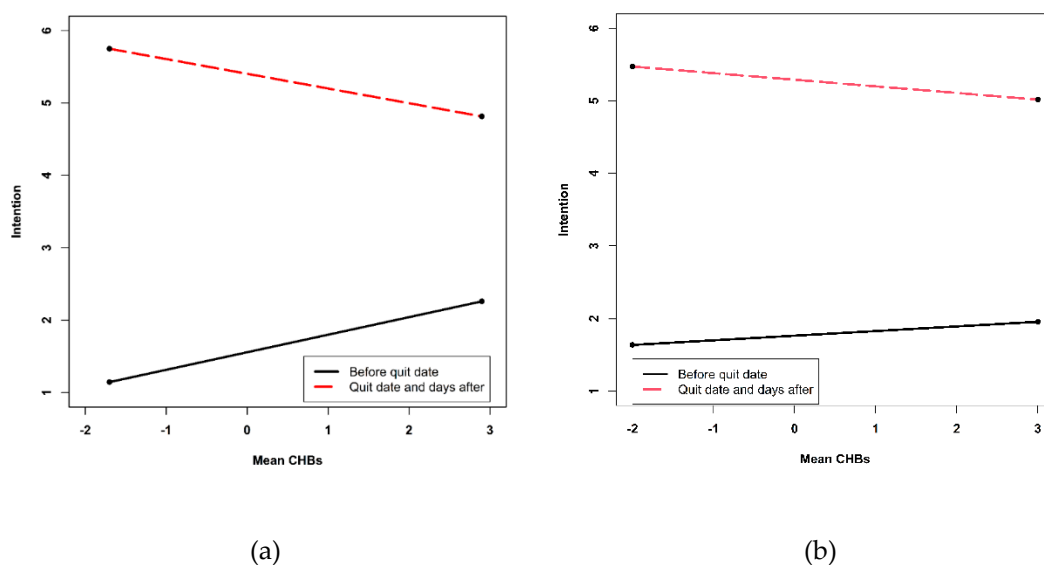 6
5
4
3
2
1
Intention
Before quit date
Quit date and days after
-2 -1 0 1 2 3
Mean CHBs
(a)
6
5
4
3
2
1
Intention
Before quit date
Quit date and days after
-2 -1 0 1 2 3
Mean CHBs
(b)